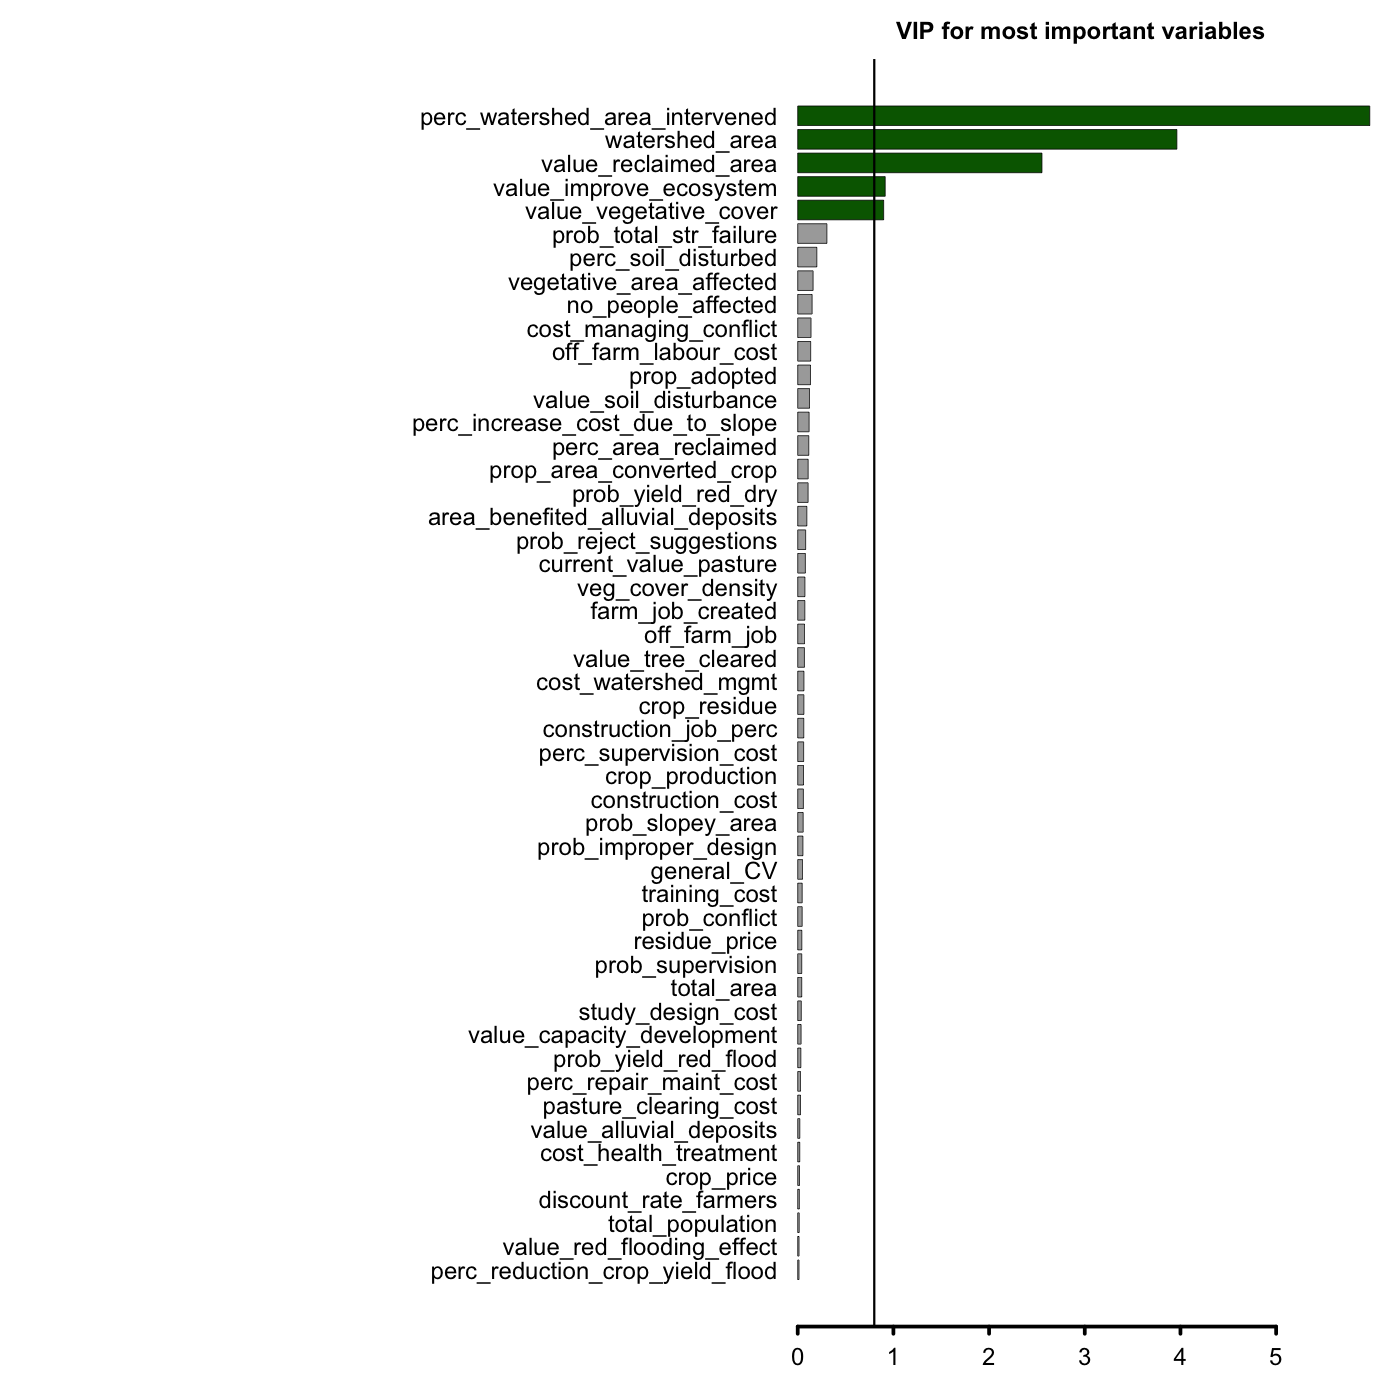 VIP for most important variables
perc_watershed_area_intervened
watershed_area
value_reclaimed_area
value_improve_ecosystem
value_vegetative_cover
prob_total_str_failure
perc_soil_disturbed
vegetative_area_affected
no_people_affected
cost_managing_conflict
off_farm_labour_cost
prop_adopted
value_soil_disturbance
perc_increase_cost_due_to_slope
perc_area_reclaimed
prop_area_converted_crop
prob_yield_red_dry
area_benefited_alluvial_deposits
prob_reject_suggestions
current_value_pasture
veg_cover_density
farm_job_created
off_farm_job
value_tree_cleared
cost_watershed_mgmt
crop_residue
construction_job_perc
perc_supervision_cost
crop_production
construction_cost
prob_slopey_area
prob_improper_design
general_CV
training_cost
prob_conflict
residue_price
prob_supervision
total_area
study_design_cost
value_capacity_development
prob_yield_red_flood
perc_repair_maint_cost
pasture_clearing_cost
value_alluvial_deposits
cost_health_treatment
crop_price
discount_rate_farmers
total_population
value_red_flooding_effect
perc_reduction_crop_yield_flood
0 1 2 3 4 5